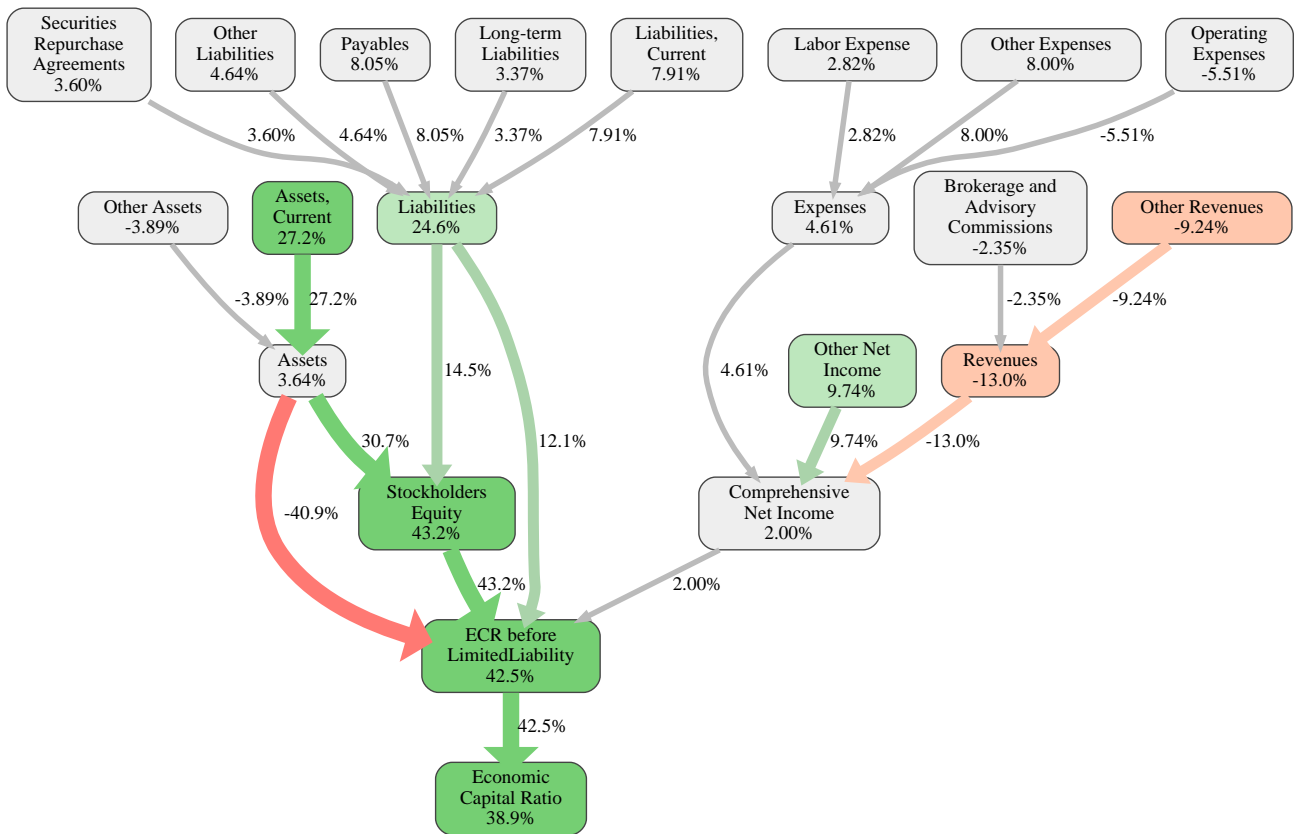 Securities
Repurchase
Agreements
3.60%
Other
Liabilities
4.64%
Payables
8.05%
Long-term
Liabilities
3.37%
Liabilities,
Current
7.91%
Labor Expense
2.82%
Other Expenses
8.00%
Operating
Expenses
-5.51%
3.60%
4.64%
8.05%
3.37%
7.91%
2.82%
8.00%
-5.51%
Other Assets
-3.89%
Assets,
Current
27.2%
Liabilities
24.6%
Expenses
4.61%
Brokerage and
Advisory
Commissions
-2.35%
Other Revenues
-9.24%
-3.89%
27.2%
-2.35%
-9.24%
Assets
3.64%
14.5%
4.61%
Other Net
Income
9.74%
Revenues
-13.0%
30.7%
12.1%
9.74%
-13.0%
-40.9%
Stockholders
Equity
43.2%
Comprehensive
Net Income
2.00%
43.2%
2.00%
ECR before
LimitedLiability
42.5%
42.5%
Economic
Capital Ratio
38.9%